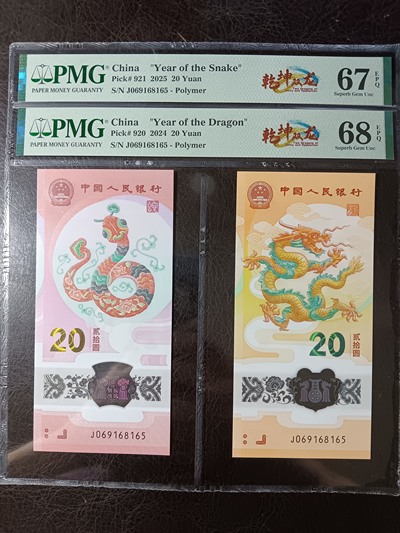 PMG
PAPER MONEY GUARANTY
China "Year of the Snake"
Pick# 921 2025 20 Yuan
S/N J069168165 - Polymer
乾坤双龙
67 EPQ
Superb Gem Unc
PMG
PAPER MONEY GUARANTY
China "Year of the Dragon"
Pick# 920 2024 20 Yuan
S/N J069168165 - Polymer
乾坤双龙
68 EPQ
Superb Gem Unc
中国人民银行
20
贰拾圆
J069168165
中国人民银行
20
贰拾圆
J069168165